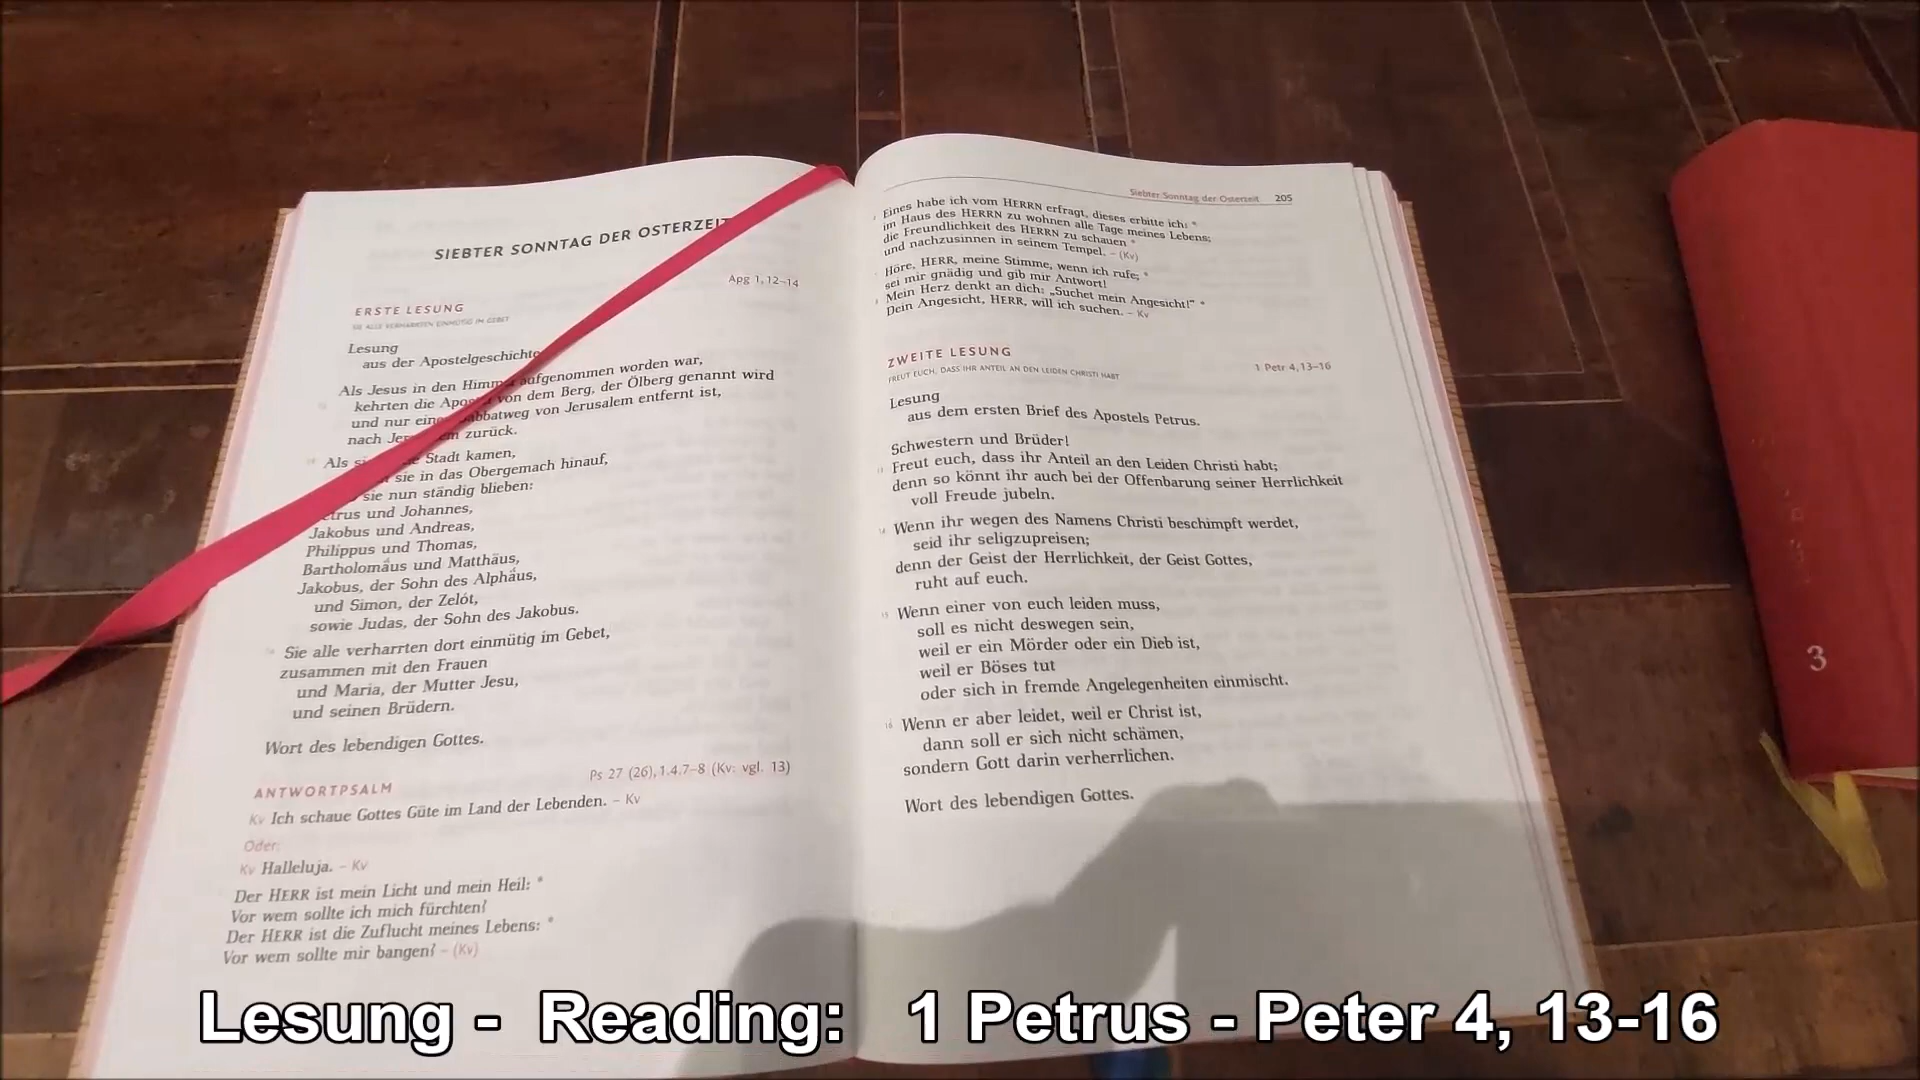 SIEBTER SONNTAG DER OSTERZEIT
Apg 1, 12–14
ERSTE LESUNG
SIE ALLE VERHARRTEN EINMÜTIG IM GEBET
Lesung
aus der Apostelgeschichte
Als Jesus in den aufgenommen worden war,
kehrten die von dem Berg, der Ölberg genannt wird
und nur von Jerusalem entfernt ist,
nach zurück.
Als Stadt kamen,
sie in das Obergemach hinauf,
sie nun ständig blieben:
Petrus und Johannes,
Jakobus und Andreas,
Philippus und Thomas,
Bartholomäus und Matthäus,
Jakobus, der Sohn des Alphäus,
und Simon, der Zelót,
sowie Judas, der Sohn des Jakobus.
14 Sie alle verharrten dort einmütig im Gebet,
zusammen mit den Frauen
und Maria, der Mutter Jesu,
und seinen Brüdern.
Wort des lebendigen Gottes.
ANTWORTPSALM
Ps 27 (26), 1.4.7–8 (Kv: vgl. 13)
Kv Ich schaue Gottes Güte im Land der Lebenden. – Kv
Oder:
Kv Halleluja. – Kv
Der HERR ist mein Licht und mein Heil: *
Vor wem sollte ich mich fürchten?
Der HERR ist die Zuflucht meines Lebens: *
Vor wem sollte mir bangen? – (Kv)
Siebter Sonntag der Osterzeit 205
Eines habe ich vom HERRN erfragt, dieses erbitte ich: *
im Haus des HERRN zu wohnen alle Tage meines Lebens;
die Freundlichkeit des HERRN zu schauen *
und nachzusinnen in seinem Tempel. – (Kv)
Höre, HERR, meine Stimme, wenn ich rufe; *
sei mir gnädig und gib mir Antwort!
Mein Herz denkt an dich: „Suchet mein Angesicht!“ *
Dein Angesicht, HERR, will ich suchen. – Kv
ZWEITE LESUNG
1 Petr 4, 13–16
FREUT EUCH, DASS IHR ANTEIL AN DEN LEIDEN CHRISTI HABT
Lesung
aus dem ersten Brief des Apostels Petrus.
Schwestern und Brüder!
13 Freut euch, dass ihr Anteil an den Leiden Christi habt;
denn so könnt ihr auch bei der Offenbarung seiner Herrlichkeit
voll Freude jubeln.
14 Wenn ihr wegen des Namens Christi beschimpft werdet,
seid ihr seligzupreisen;
denn der Geist der Herrlichkeit, der Geist Gottes,
ruht auf euch.
15 Wenn einer von euch leiden muss,
soll es nicht deswegen sein,
weil er ein Mörder oder ein Dieb ist,
weil er Böses tut
oder sich in fremde Angelegenheiten einmischt.
16 Wenn er aber leidet, weil er Christ ist,
dann soll er sich nicht schämen,
sondern Gott darin verherrlichen.
Wort des lebendigen Gottes.
3
Lesung - Reading: 1 Petrus - Peter 4, 13-16